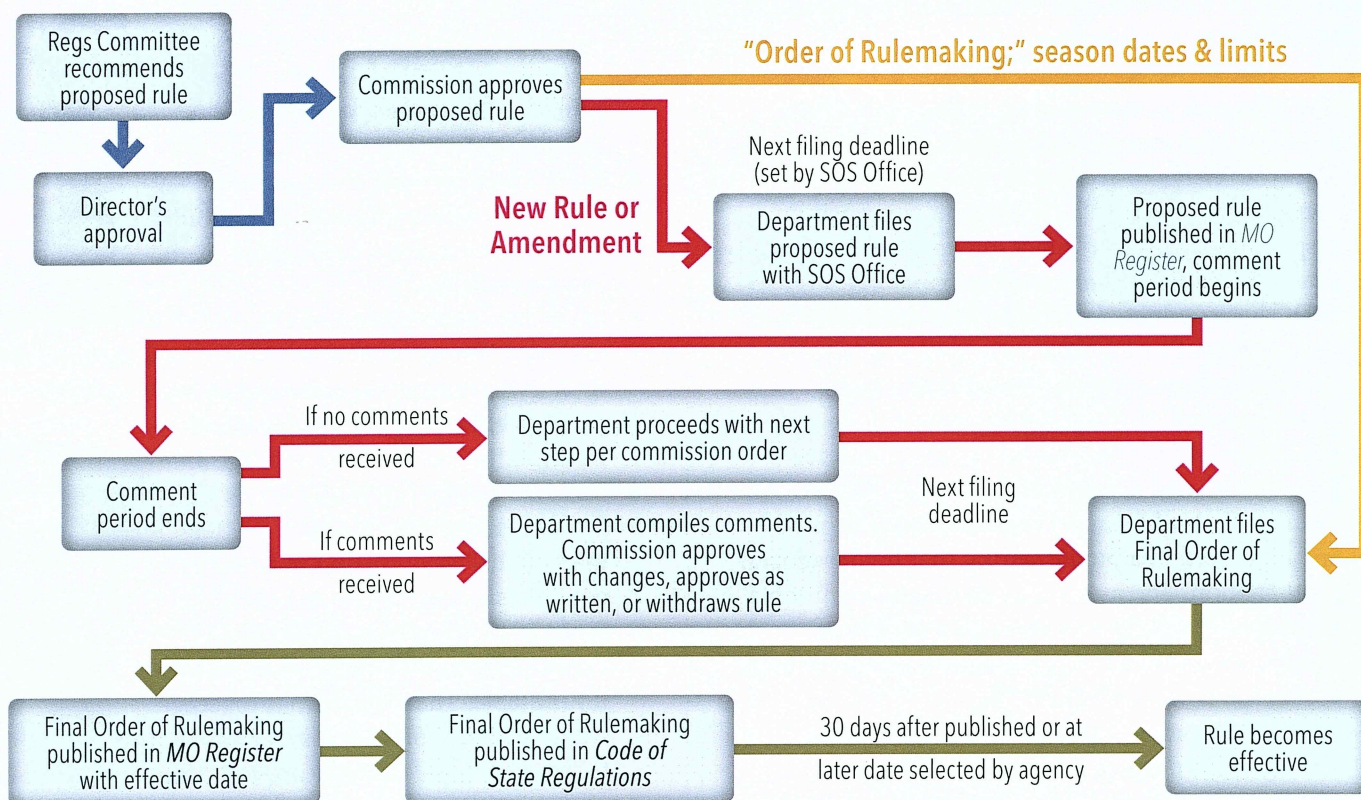 Regs Committee
recommends
proposed rule
Director's
approval
Commission approves
proposed rule
"Order of Rulemaking;" season dates & limits
New Rule or
Amendment
Next filing deadline
(set by SOS Office)
Department files
proposed rule
with SOS Office
Proposed rule
published in MO
Register, comment
period begins
Comment
period ends
If no comments
received
Department proceeds with next
step per commission order
If comments
received
Department compiles comments.
Commission approves
with changes, approves as
written, or withdraws rule
Next filing
deadline
Department files
Final Order of
Rulemaking
Final Order of Rulemaking
published in MO Register
with effective date
Final Order of Rulemaking
published in Code of
State Regulations
30 days after published or at
later date selected by agency
Rule becomes
effective